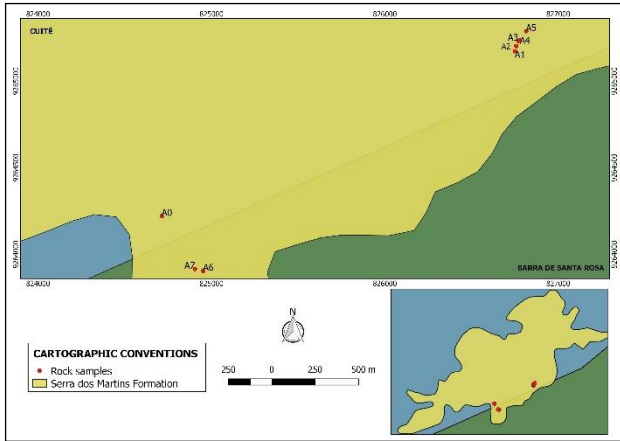 824000 825000 826000 827000
CUITÉ
A5
A3 A4
A2
A1
9265000 9265000
9264500 9264500
A0
9264000 9264000
A7 A6
BARRA DE SANTA ROSA
824000 825000 826000 827000
N
CARTOGRAPHIC CONVENTIONS
Rock samples
Serra dos Martins Formation
250 0 250 500 m